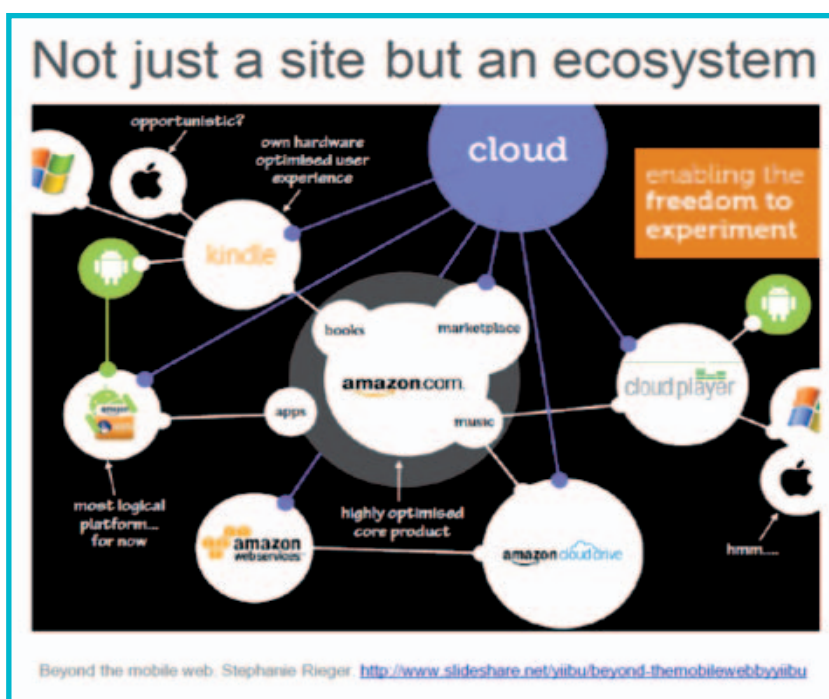 Not just a site but an ecosystem
opportunistic?
own hardware
optimised user
experience
cloud
enabling the
freedom to
experiment
kindle
books
marketplace
amazon.com
cloud player
apps
music
most logical
platform...
for now
highly optimised
core product
amazon
webservices
amazon cloud drive
hmm....
Beyond the mobile web. Stephanie Rieger. http://www.slideshare.net/yiibu/beyond-themobilewebbyyiibu